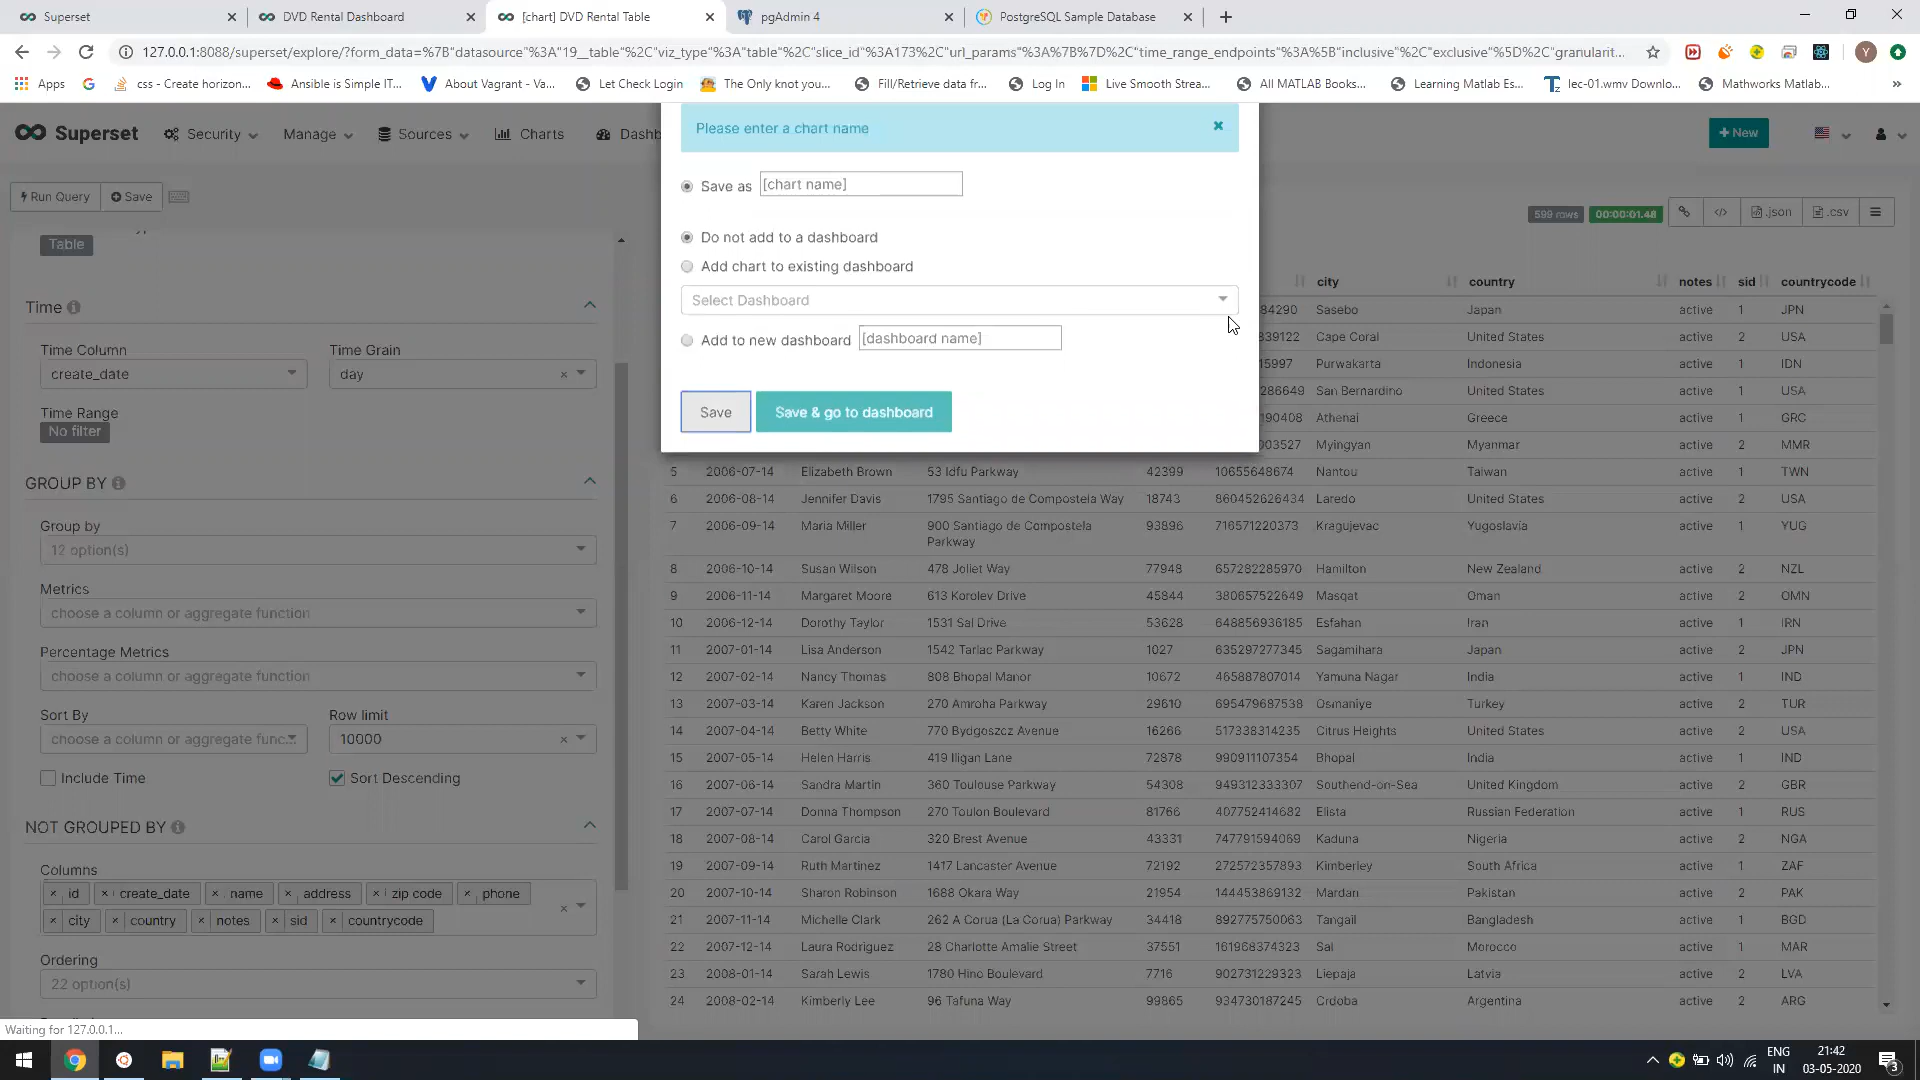 Superset
DVD Rental Dashboard
[chart] DVD Rental Table
pgAdmin 4
PostgreSQL Sample Database
127.0.0.1:8088/superset/explore/?form_data=%7B"datasource"%3A"19__table"%2C"viz_type"%3A"table"%2C"slice_id"%3A173%2C"url_params"%3A%7B%7D%2C"time_range_endpoints"%3A%5B"inclusive"%2C"exclusive"%5D%2C"granularit...
Y
Apps
css - Create horizon...
Ansible is Simple IT...
About Vagrant - Va...
Let Check Login
The Only knot you...
Fill/Retrieve data fr...
Log In
Live Smooth Strea...
All MATLAB Books...
Learning Matlab Es...
lec-01.wmv Downlo...
Mathworks Matlab...
»
Superset
Security
Manage
Sources
Charts
Dashb
+ New
Please enter a chart name
Save as [chart name]
Do not add to a dashboard
Add chart to existing dashboard
Select Dashboard
Add to new dashboard [dashboard name]
Save
Save & go to dashboard
Run Query
Save
Table
Time
Time Column
Time Grain
create_date
day
Time Range
No filter
GROUP BY
Group by
12 option(s)
Metrics
choose a column or aggregate function
Percentage Metrics
choose a column or aggregate function
Sort By
Row limit
choose a column or aggregate func...
10000
Include Time
Sort Descending
NOT GROUPED BY
Columns
× id × create_date × name × address × zip code × phone
× city × country × notes × sid × countrycode
Ordering
22 option(s)
Waiting for 127.0.0.1...
599 rows
00:00:01.48
.json
.csv
city country notes sid countrycode
84290 Sasebo Japan active 1 JPN
839122 Cape Coral United States active 2 USA
15997 Purwakarta Indonesia active 1 IDN
286649 San Bernardino United States active 1 USA
190408 Athenai Greece active 1 GRC
003527 Myingyan Myanmar active 2 MMR
5 2006-07-14 Elizabeth Brown 53 Idfu Parkway 42399 10655648674 Nantou Taiwan active 1 TWN
6 2006-08-14 Jennifer Davis 1795 Santiago de Compostela Way 18743 860452626434 Laredo United States active 2 USA
7 2006-09-14 Maria Miller 900 Santiago de Compostela Parkway 93896 716571220373 Kragujevac Yugoslavia active 1 YUG
8 2006-10-14 Susan Wilson 478 Joliet Way 77948 657282285970 Hamilton New Zealand active 2 NZL
9 2006-11-14 Margaret Moore 613 Korolev Drive 45844 380657522649 Masqat Oman active 2 OMN
10 2006-12-14 Dorothy Taylor 1531 Sal Drive 53628 648856936185 Esfahan Iran active 1 IRN
11 2007-01-14 Lisa Anderson 1542 Tarlac Parkway 1027 635297277345 Sagamihara Japan active 2 JPN
12 2007-02-14 Nancy Thomas 808 Bhopal Manor 10672 465887807014 Yamuna Nagar India active 1 IND
13 2007-03-14 Karen Jackson 270 Amroha Parkway 29610 695479687538 Osmaniye Turkey active 2 TUR
14 2007-04-14 Betty White 770 Bydgoszcz Avenue 16266 517338314235 Citrus Heights United States active 2 USA
15 2007-05-14 Helen Harris 419 Iligan Lane 72878 990911107354 Bhopal India active 1 IND
16 2007-06-14 Sandra Martin 360 Toulouse Parkway 54308 949312333307 Southend-on-Sea United Kingdom active 2 GBR
17 2007-07-14 Donna Thompson 270 Toulon Boulevard 81766 407752414682 Elista Russian Federation active 1 RUS
18 2007-08-14 Carol Garcia 320 Brest Avenue 43331 747791594069 Kaduna Nigeria active 2 NGA
19 2007-09-14 Ruth Martinez 1417 Lancaster Avenue 72192 272572357893 Kimberley South Africa active 1 ZAF
20 2007-10-14 Sharon Robinson 1688 Okara Way 21954 144453869132 Mardan Pakistan active 2 PAK
21 2007-11-14 Michelle Clark 262 A Corua (La Corua) Parkway 34418 892775750063 Tangail Bangladesh active 1 BGD
22 2007-12-14 Laura Rodriguez 28 Charlotte Amalie Street 37551 161968374323 Sal Morocco active 1 MAR
23 2008-01-14 Sarah Lewis 1780 Hino Boulevard 7716 902731229323 Liepaja Latvia active 2 LVA
24 2008-02-14 Kimberly Lee 96 Tafuna Way 99865 934730187245 Crdoba Argentina active 2 ARG
ENG
IN
21:42
03-05-2020
3